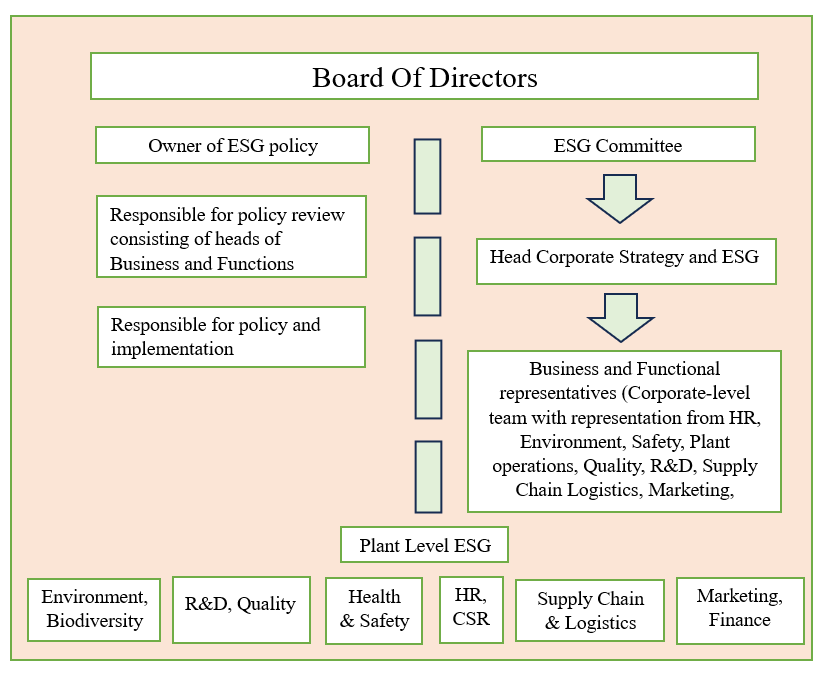 Board Of Directors
Owner of ESG policy
Responsible for policy review
consisting of heads of
Business and Functions
Responsible for policy and
implementation
ESG Committee
Head Corporate Strategy and ESG
Business and Functional
representatives (Corporate-level
team with representation from HR,
Environment, Safety, Plant
operations, Quality, R&D, Supply
Chain Logistics, Marketing,
Plant Level ESG
Environment,
Biodiversity
R&D, Quality
Health
& Safety
HR,
CSR
Supply Chain
& Logistics
Marketing,
Finance